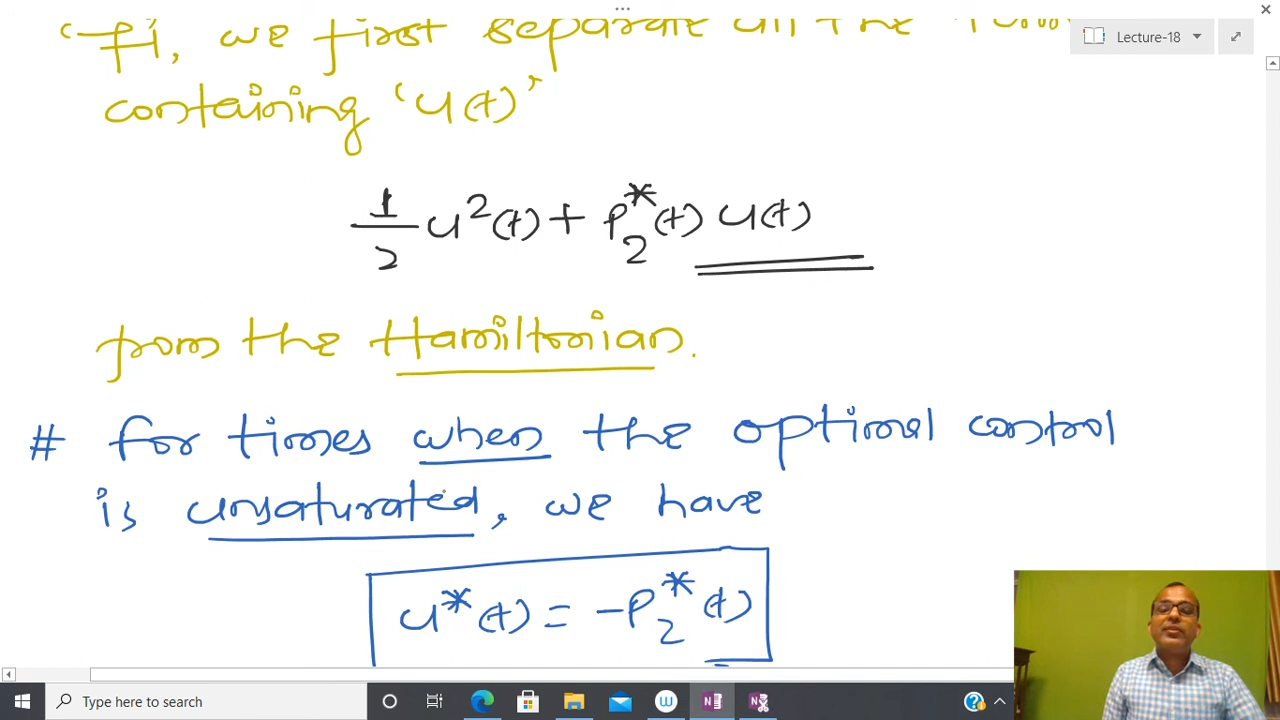 we first separate all the
containing 'u(t)'
1/2 u²(t) + p₂*(t) u(t)
from the Hamiltonian.
# for times when the optimal control
is unsaturated, we have
u*(t) = -p₂*(t)
Lecture-18
Type here to search